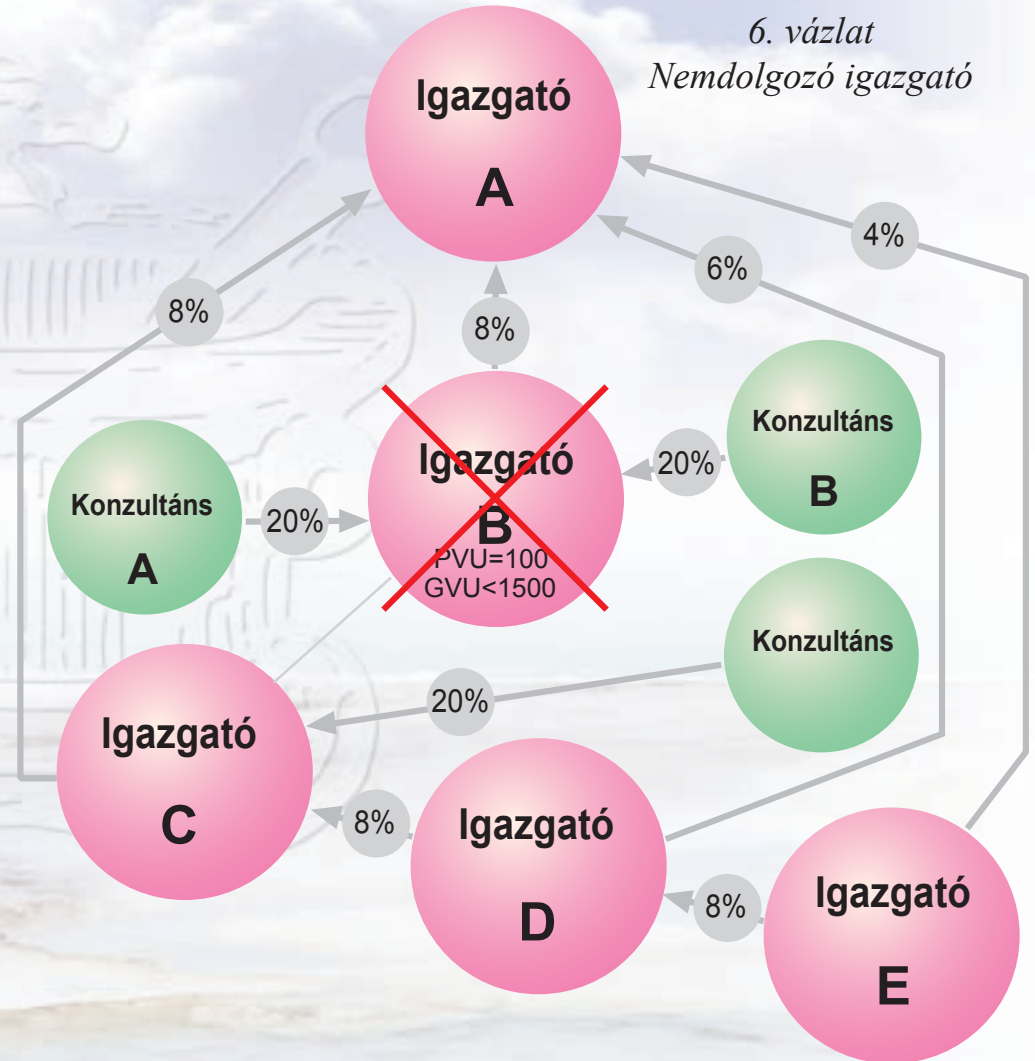 6. vázlat
Nemdolgozó igazgató
Igazgató
A
4%
6%
8%
8%
Konzultáns
B
Igazgató
B
PVU=100
GVU<1500
20%
Konzultáns
A
20%
Konzultáns
20%
Igazgató
C
8%
Igazgató
D
8%
Igazgató
E